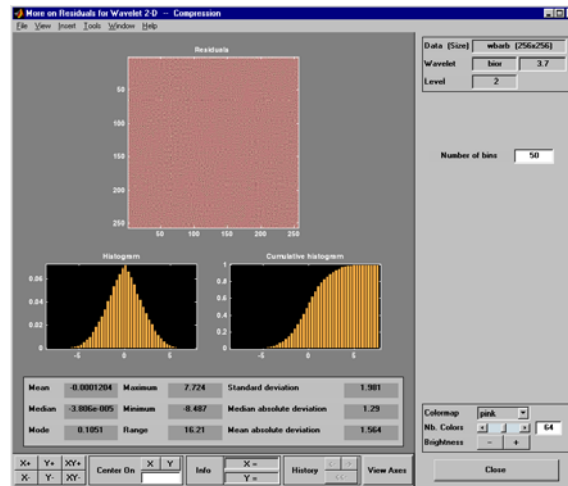 More on Residuals for Wavelet 2-D -- Compression
File View Insert Tools Window Help
Residuals
50
100
150
200
250
50 100 150 200 250
Data (Size) wbarb (256x256)
Wavelet bior 3.7
Level 2
Number of bins 50
Histogram
0.06
0.04
0.02
0
-5 0 5
Cumulative histogram
1
0.8
0.6
0.4
0.2
0
-5 0 5
Mean -0.0001204 Maximum 7.724 Standard deviation 1.981
Median -3.806e-005 Minimum -8.487 Median absolute deviation 1.29
Mode 0.1051 Range 16.21 Mean absolute deviation 1.564
Colormap pink
Nb. Colors 64
Brightness - +
X+ Y+ XY+
X- Y- XY-
Center On X Y
Info X =
Y =
History <- ->
<<-
View Axes
Close